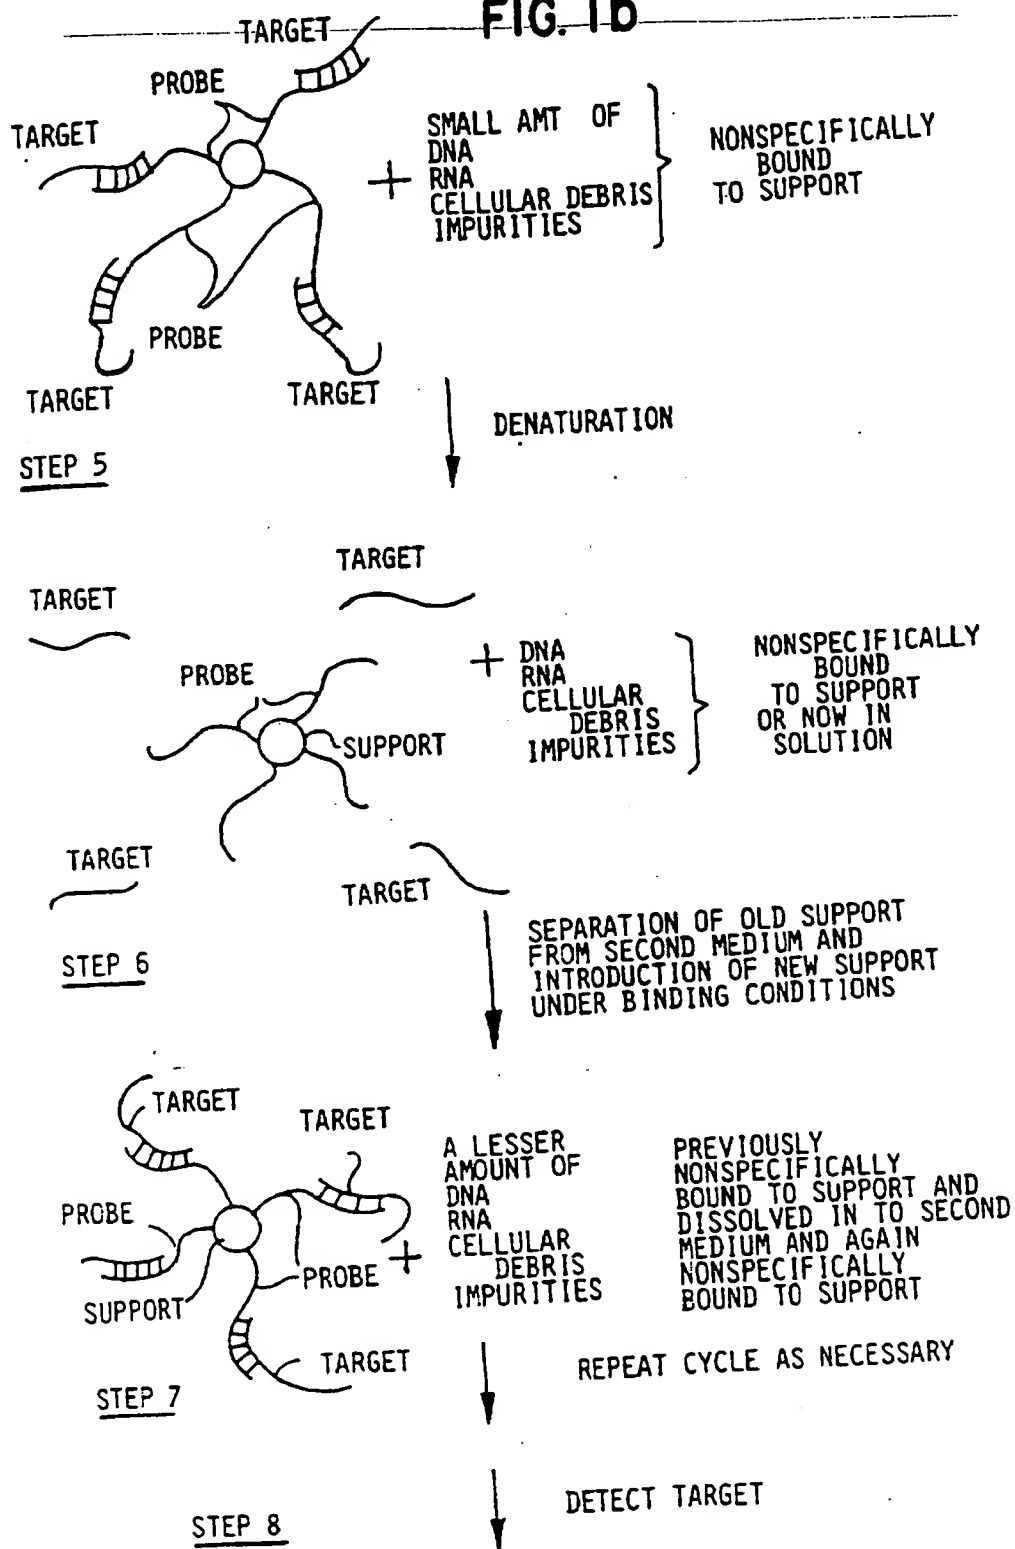 FIG. 1b
TARGET
PROBE
TARGET
SMALL AMT OF
DNA
RNA
CELLULAR DEBRIS
IMPURITIES
+
NONSPECIFICALLY
BOUND
TO SUPPORT
PROBE
TARGET
TARGET
DENATURATION
STEP 5
TARGET
TARGET
PROBE
SUPPORT
+ DNA
RNA
CELLULAR
DEBRIS
IMPURITIES
NONSPECIFICALLY
BOUND
TO SUPPORT
OR NOW IN
SOLUTION
TARGET
TARGET
STEP 6
SEPARATION OF OLD SUPPORT
FROM SECOND MEDIUM AND
INTRODUCTION OF NEW SUPPORT
UNDER BINDING CONDITIONS
TARGET
TARGET
PROBE
SUPPORT
PROBE
TARGET
+
A LESSER
AMOUNT OF
DNA
RNA
CELLULAR
DEBRIS
IMPURITIES
PREVIOUSLY
NONSPECIFICALLY
BOUND TO SUPPORT AND
DISSOLVED IN TO SECOND
MEDIUM AND AGAIN
NONSPECIFICALLY
BOUND TO SUPPORT
STEP 7
REPEAT CYCLE AS NECESSARY
DETECT TARGET
STEP 8